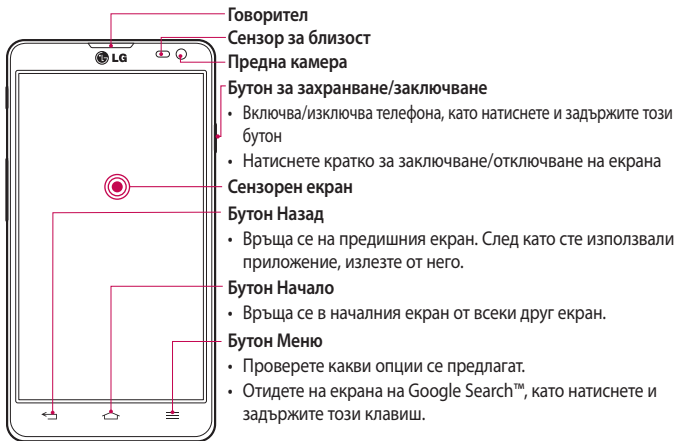 Говорител
Сензор за близост
LG
Предна камера
Бутон за захранване/заключване
• Включва/изключва телефона, като натиснете и задържите този
бутон
• Натиснете кратко за заключване/отключване на екрана
Сензорен екран
Бутон Назад
• Връща се на предишния екран. След като сте използвали
приложение, излезте от него.
Бутон Начало
• Връща се в началния екран от всеки друг екран.
Бутон Меню
• Проверете какви опции се предлагат.
• Отидете на екрана на Google Search™, като натиснете и
задържите този клавиш.